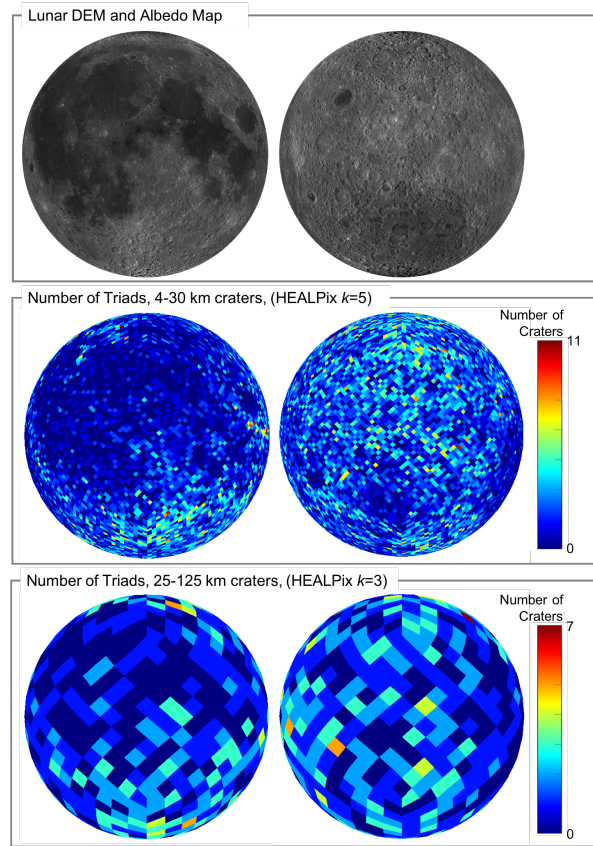 Lunar DEM and Albedo Map
Number of Triads, 4-30 km craters, (HEALPix k=5)
Number of
Craters
11
0
Number of Triads, 25-125 km craters, (HEALPix k=3)
Number of
Craters
7
0